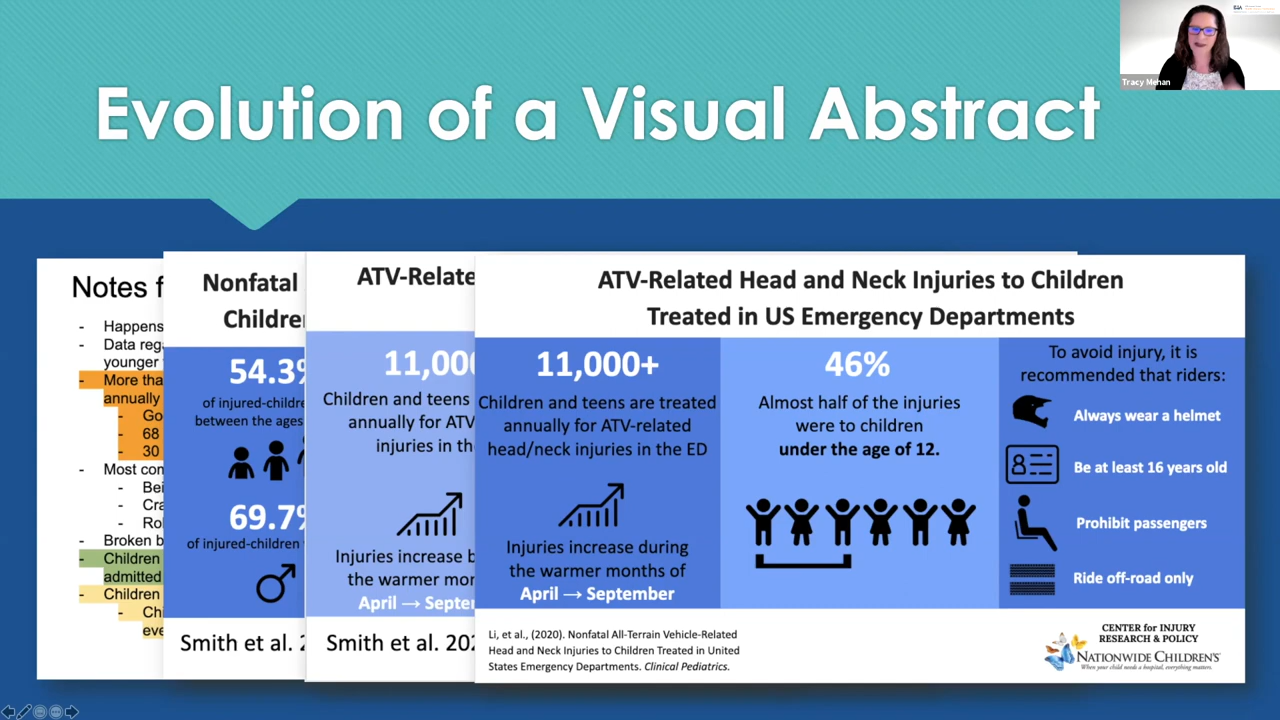 Tracy Mehan
Evolution of a Visual Abstract
Notes f
- Happens
- Data reg
younger
- More tha
annually
- Go
- 68
- 30
- Most con
- Bei
- Cra
- Ro
- Broken b
- Children
admitted
- Children
- Chi
eve
Nonfatal
Childre
54.3%
of injured-childre
between the ages
69.7%
of injured-children
Smith et al. 2
ATV-Relate
11,000
Children and teens
annually for ATV
injuries in th
Injuries increase b
the warmer mor
April → Septer
Smith et al. 202
ATV-Related Head and Neck Injuries to Children
Treated in US Emergency Departments
11,000+
Children and teens are treated
annually for ATV-related
head/neck injuries in the ED
Injuries increase during
the warmer months of
April → September
46%
Almost half of the injuries
were to children
under the age of 12.
To avoid injury, it is
recommended that riders:
Always wear a helmet
Be at least 16 years old
Prohibit passengers
Ride off-road only
Li, et al., (2020). Nonfatal All-Terrain Vehicle-Related
Head and Neck Injuries to Children Treated in United
States Emergency Departments. Clinical Pediatrics.
CENTER for INJURY
RESEARCH & POLICY
NATIONWIDE CHILDREN'S
When your child needs a hospital, everything matters.